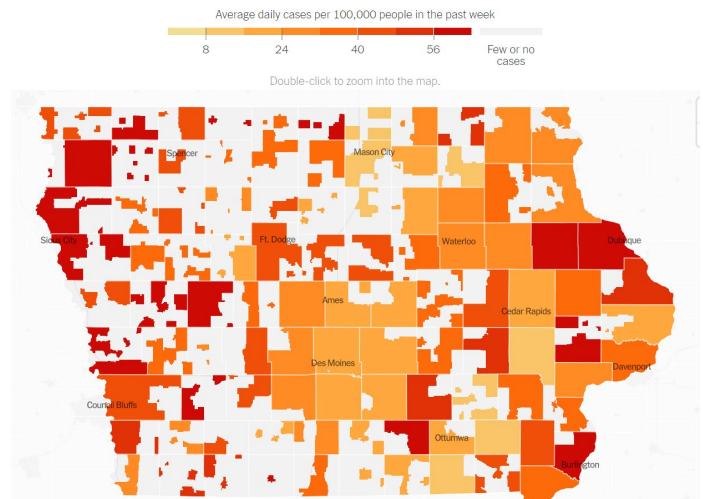 Average daily cases per 100,000 people in the past week
8 24 40 56 Few or no
cases
Double-click to zoom into the map.
Spencer Mason City
Sioux City Ft. Dodge Waterloo Dubuque
Ames Cedar Rapids
Des Moines Davenport
Council Bluffs
Ottumwa
Burlington